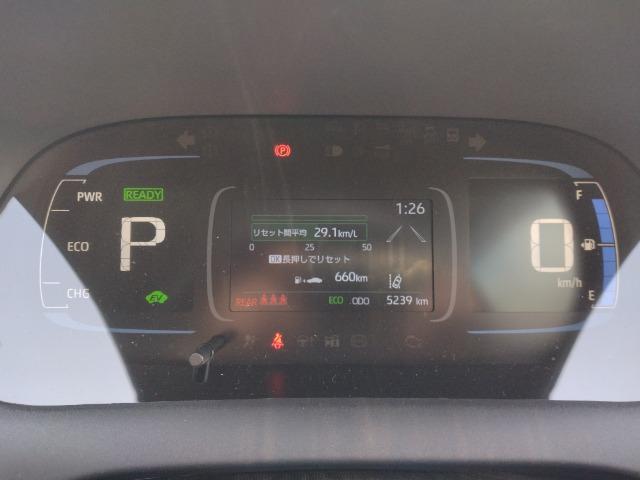 PWR
READY
ECO
CHG
P
EV
1:26
リセット間平均 29.1km/L
0 25 50
OK長押しでリセット
660km
REAR
ECO ODO 5239 km
P
F
0
km/h
E